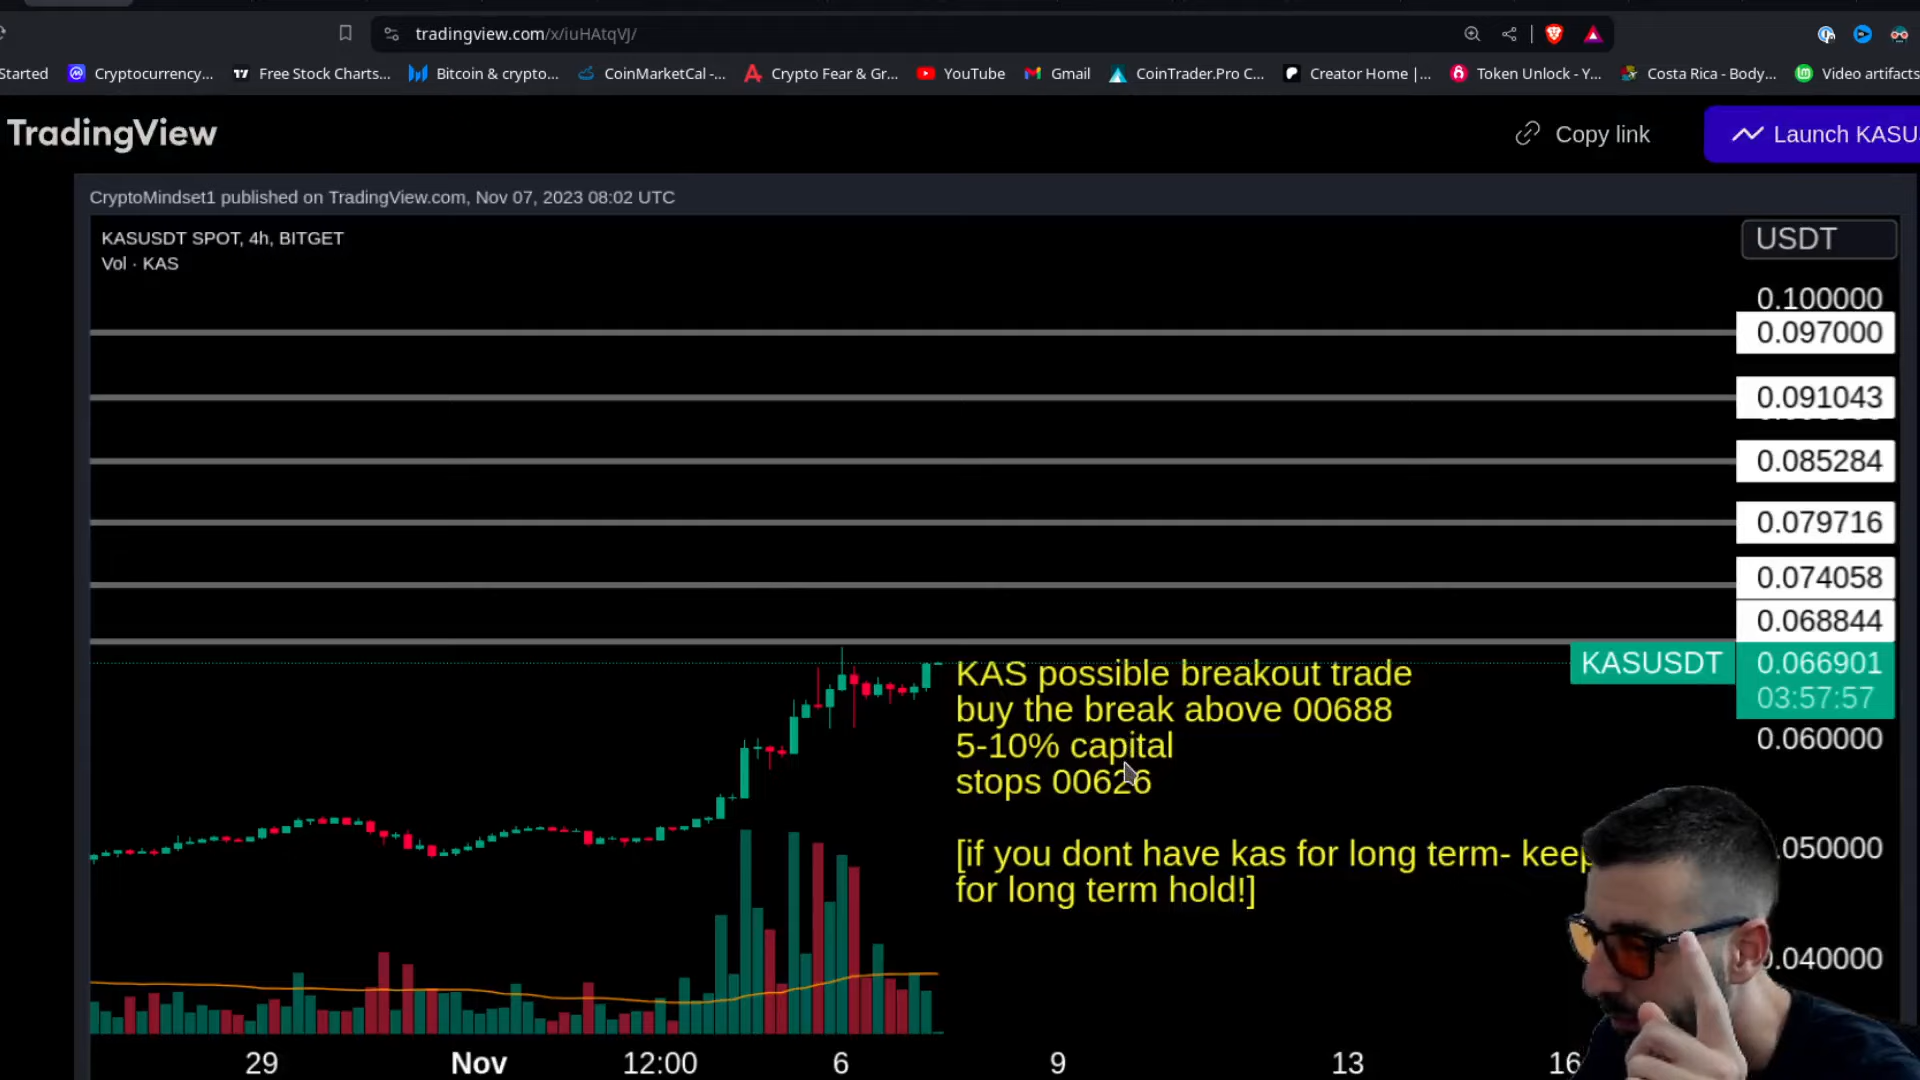 tradingview.com/x/iuHAtqVJ/
Started Cryptocurrency... Free Stock Charts... Bitcoin & crypto... CoinMarketCal -... Crypto Fear & Gr... YouTube Gmail CoinTrader.Pro C... Creator Home |... Token Unlock - Y... Costa Rica - Body... Video artifacts
TradingView
Copy link
Launch KASU
CryptoMindset1 published on TradingView.com, Nov 07, 2023 08:02 UTC
KASUSDT SPOT, 4h, BITGET
Vol · KAS
USDT
0.100000
0.097000
0.091043
0.085284
0.079716
0.074058
0.068844
KASUSDT 0.066901
03:57:57
0.060000
KAS possible breakout trade
buy the break above 00688
5-10% capital
stops 00626
[if you dont have kas for long term- keep
for long term hold!]
.050000
0.040000
29 Nov 12:00 6 9 13 16